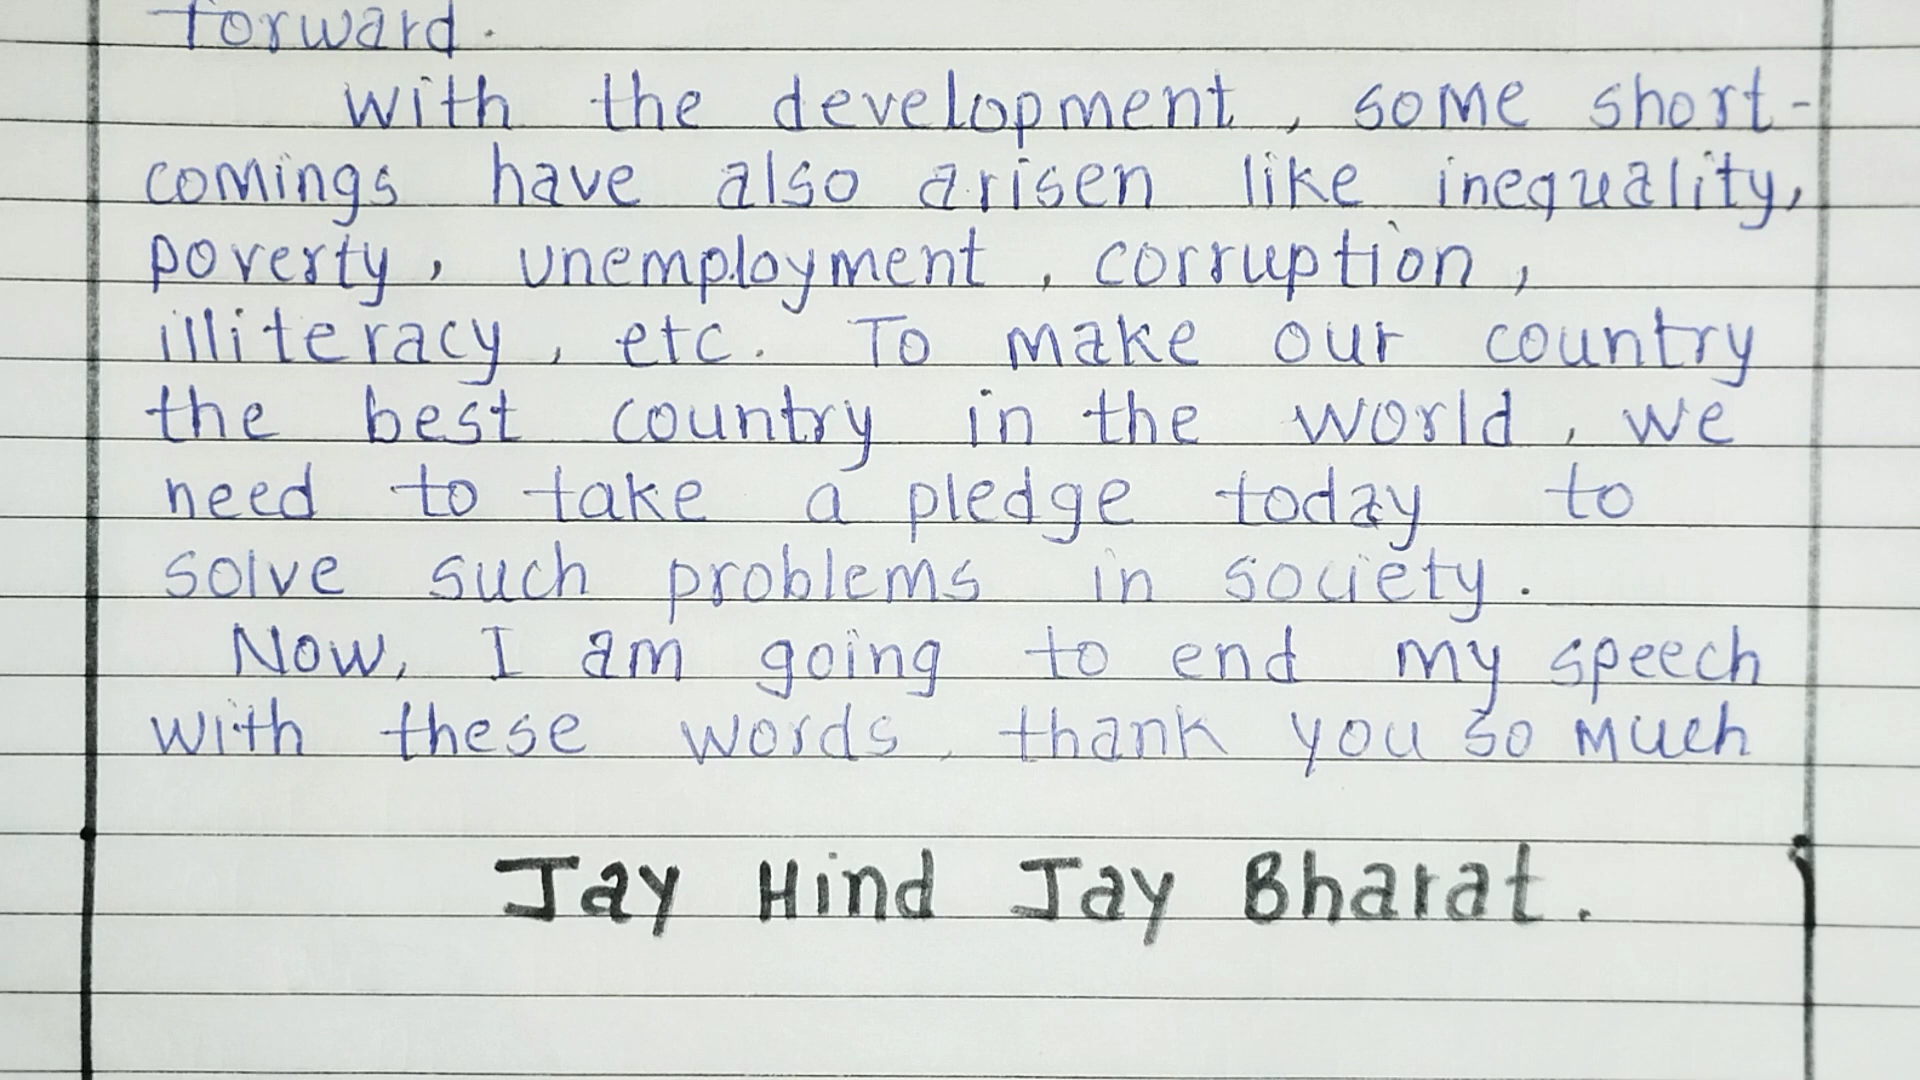 forward.
With the development, some short-
comings have also arisen like inequality,
poverty, unemployment, corruption,
illiteracy, etc. To make our country
the best country in the world, we
need to take a pledge today to
solve such problems in society.
Now, I am going to end my speech
with these words, thank you so much
Jay Hind Jay Bharat.